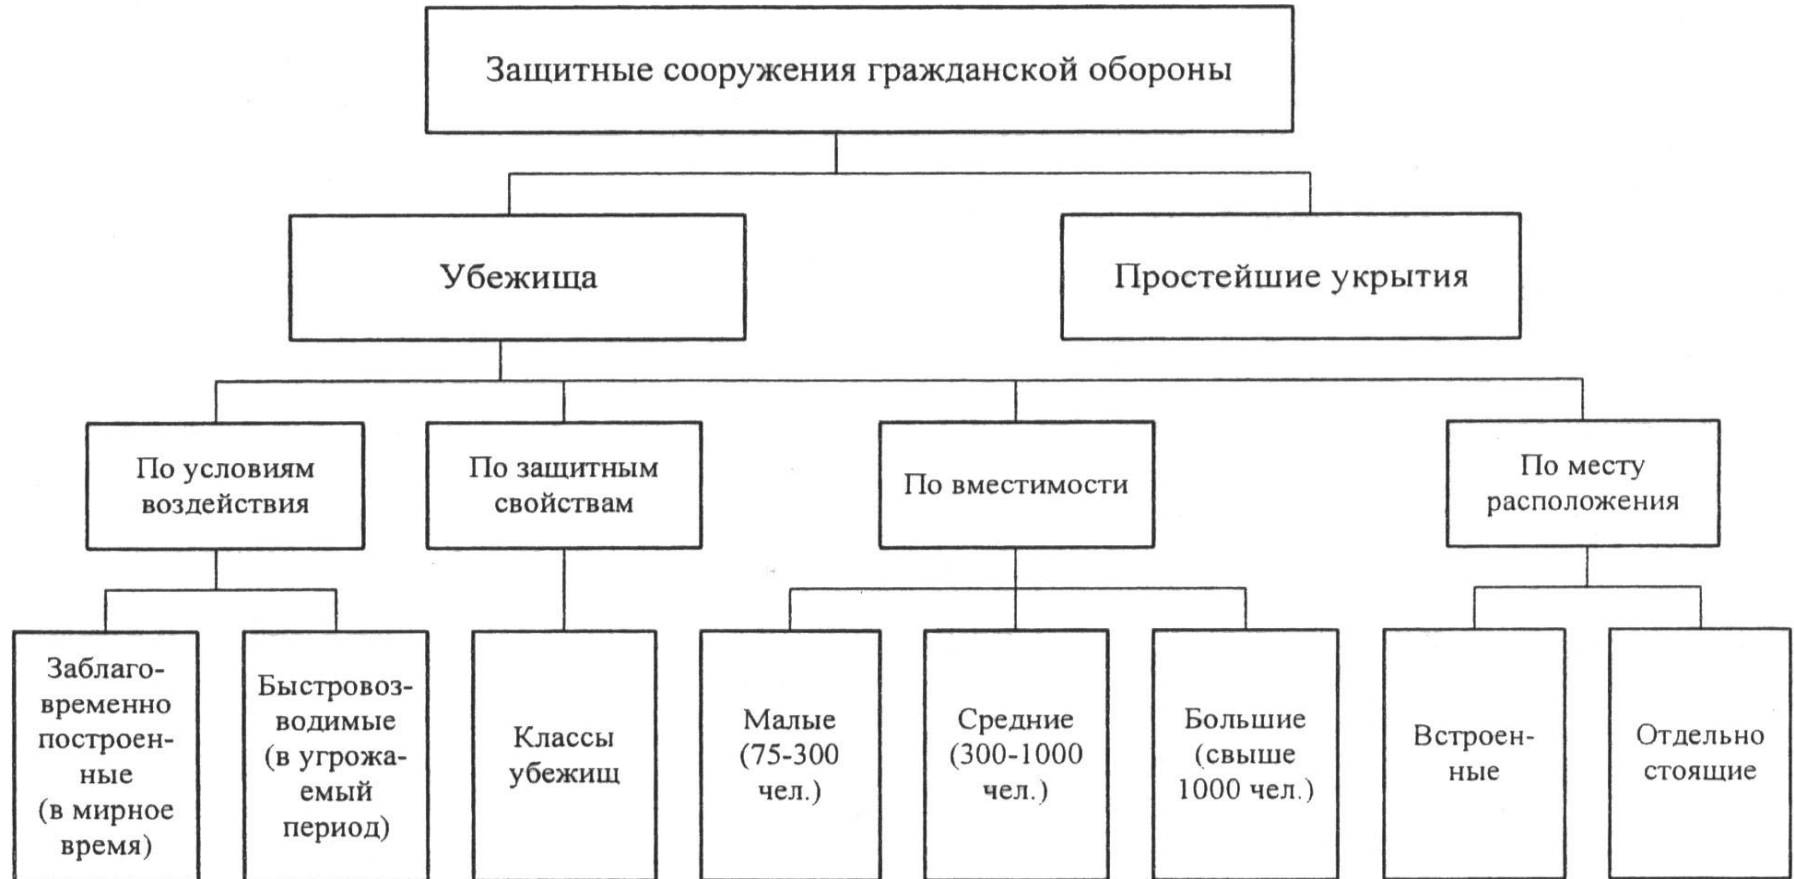 Защитные сооружения гражданской обороны
Убежища
Простейшие укрытия
По условиям
воздействия
По защитным
свойствам
По вместимости
По месту
расположения
Заблаго-
временно
построен-
ные
(в мирное
время)
Быстровоз-
водимые
(в угрожа-
емый
период)
Классы
убежищ
Малые
(75-300
чел.)
Средние
(300-1000
чел.)
Большие
(свыше
1000 чел.)
Встроен-
ные
Отдельно
стоящие